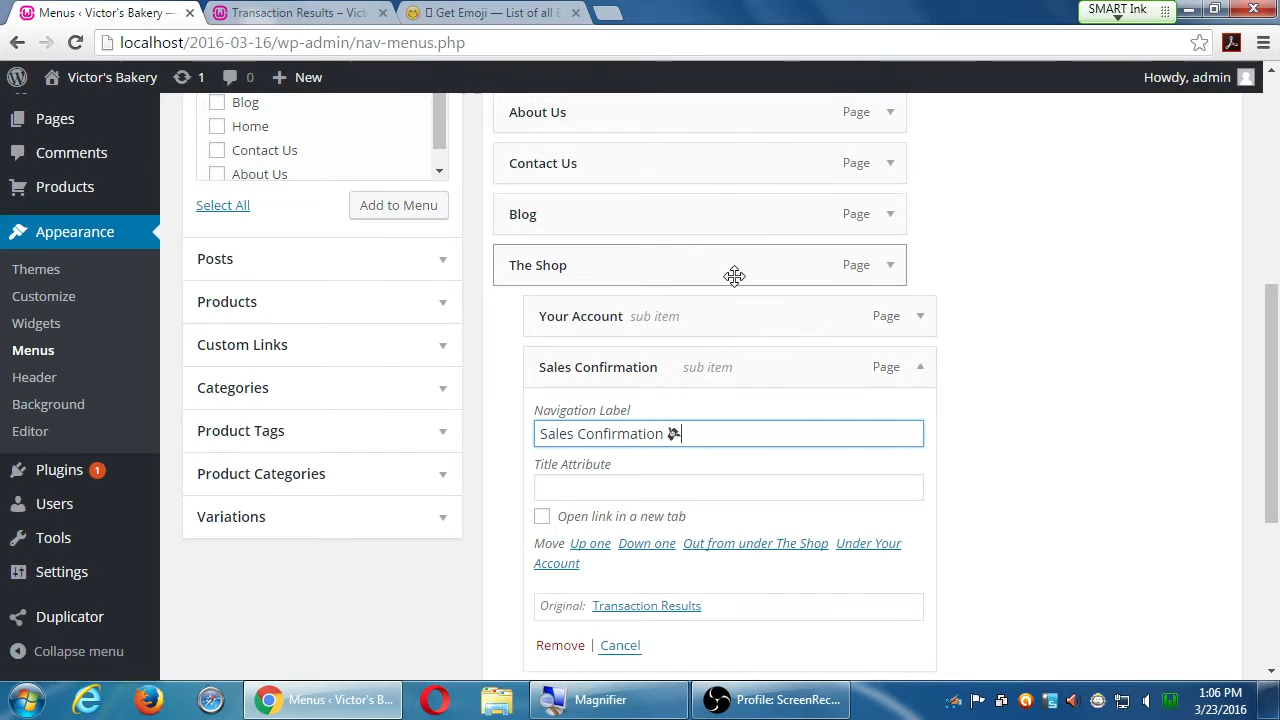 Menus ‹ Victor's Bakery ×
Transaction Results – Vict ×
Get Emoji — List of all E ×
SMART Ink
localhost/2016-03-16/wp-admin/nav-menus.php
Victor's Bakery 1 0 New Howdy, admin
Pages
Comments
Products
Appearance
Themes
Customize
Widgets
Menus
Header
Background
Editor
Plugins 1
Users
Tools
Settings
Duplicator
Collapse menu
Blog
Home
Contact Us
About Us
Select All Add to Menu
Posts
Products
Custom Links
Categories
Product Tags
Product Categories
Variations
About Us Page
Contact Us Page
Blog Page
The Shop Page
Your Account sub item Page
Sales Confirmation sub item Page
Navigation Label
Sales Confirmation
Title Attribute
Open link in a new tab
Move Up one Down one Out from under The Shop Under Your
Account
Original: Transaction Results
Remove | Cancel
Menus ‹ Victor's B... Magnifier Profile: ScreenRec...
1:06 PM
3/23/2016